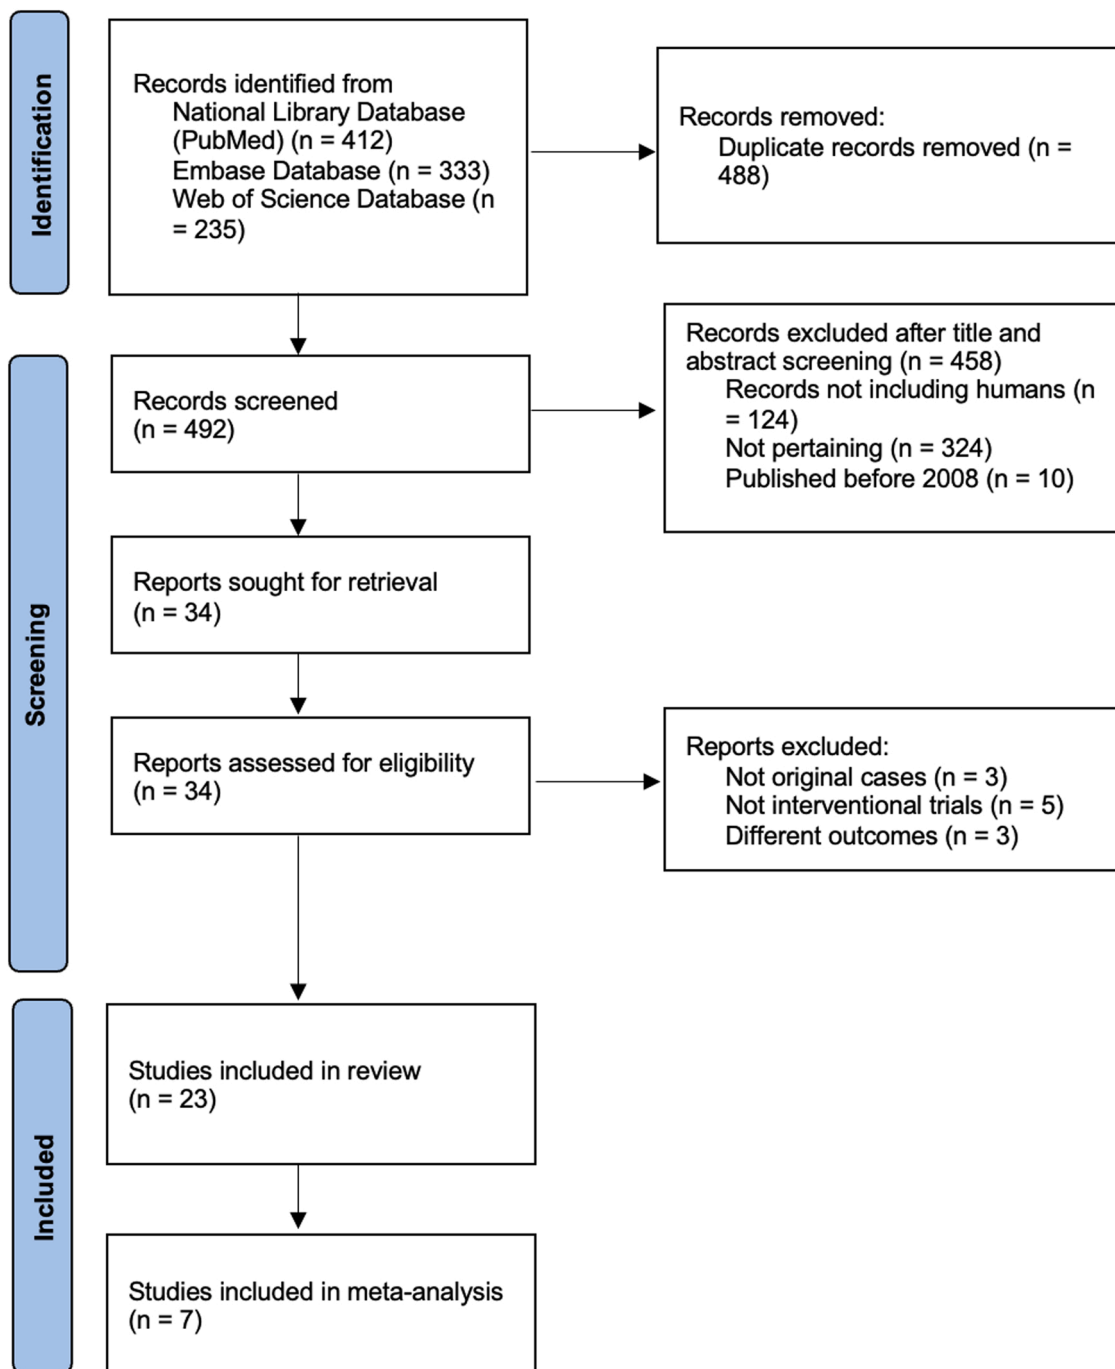 Identification
Records identified from
National Library Database
(PubMed) (n = 412)
Embase Database (n = 333)
Web of Science Database (n
= 235)
Records removed:
Duplicate records removed (n =
488)
Screening
Records screened
(n = 492)
Records excluded after title and
abstract screening (n = 458)
Records not including humans (n
= 124)
Not pertaining (n = 324)
Published before 2008 (n = 10)
Reports sought for retrieval
(n = 34)
Reports assessed for eligibility
(n = 34)
Reports excluded:
Not original cases (n = 3)
Not interventional trials (n = 5)
Different outcomes (n = 3)
Included
Studies included in review
(n = 23)
Studies included in meta-analysis
(n = 7)